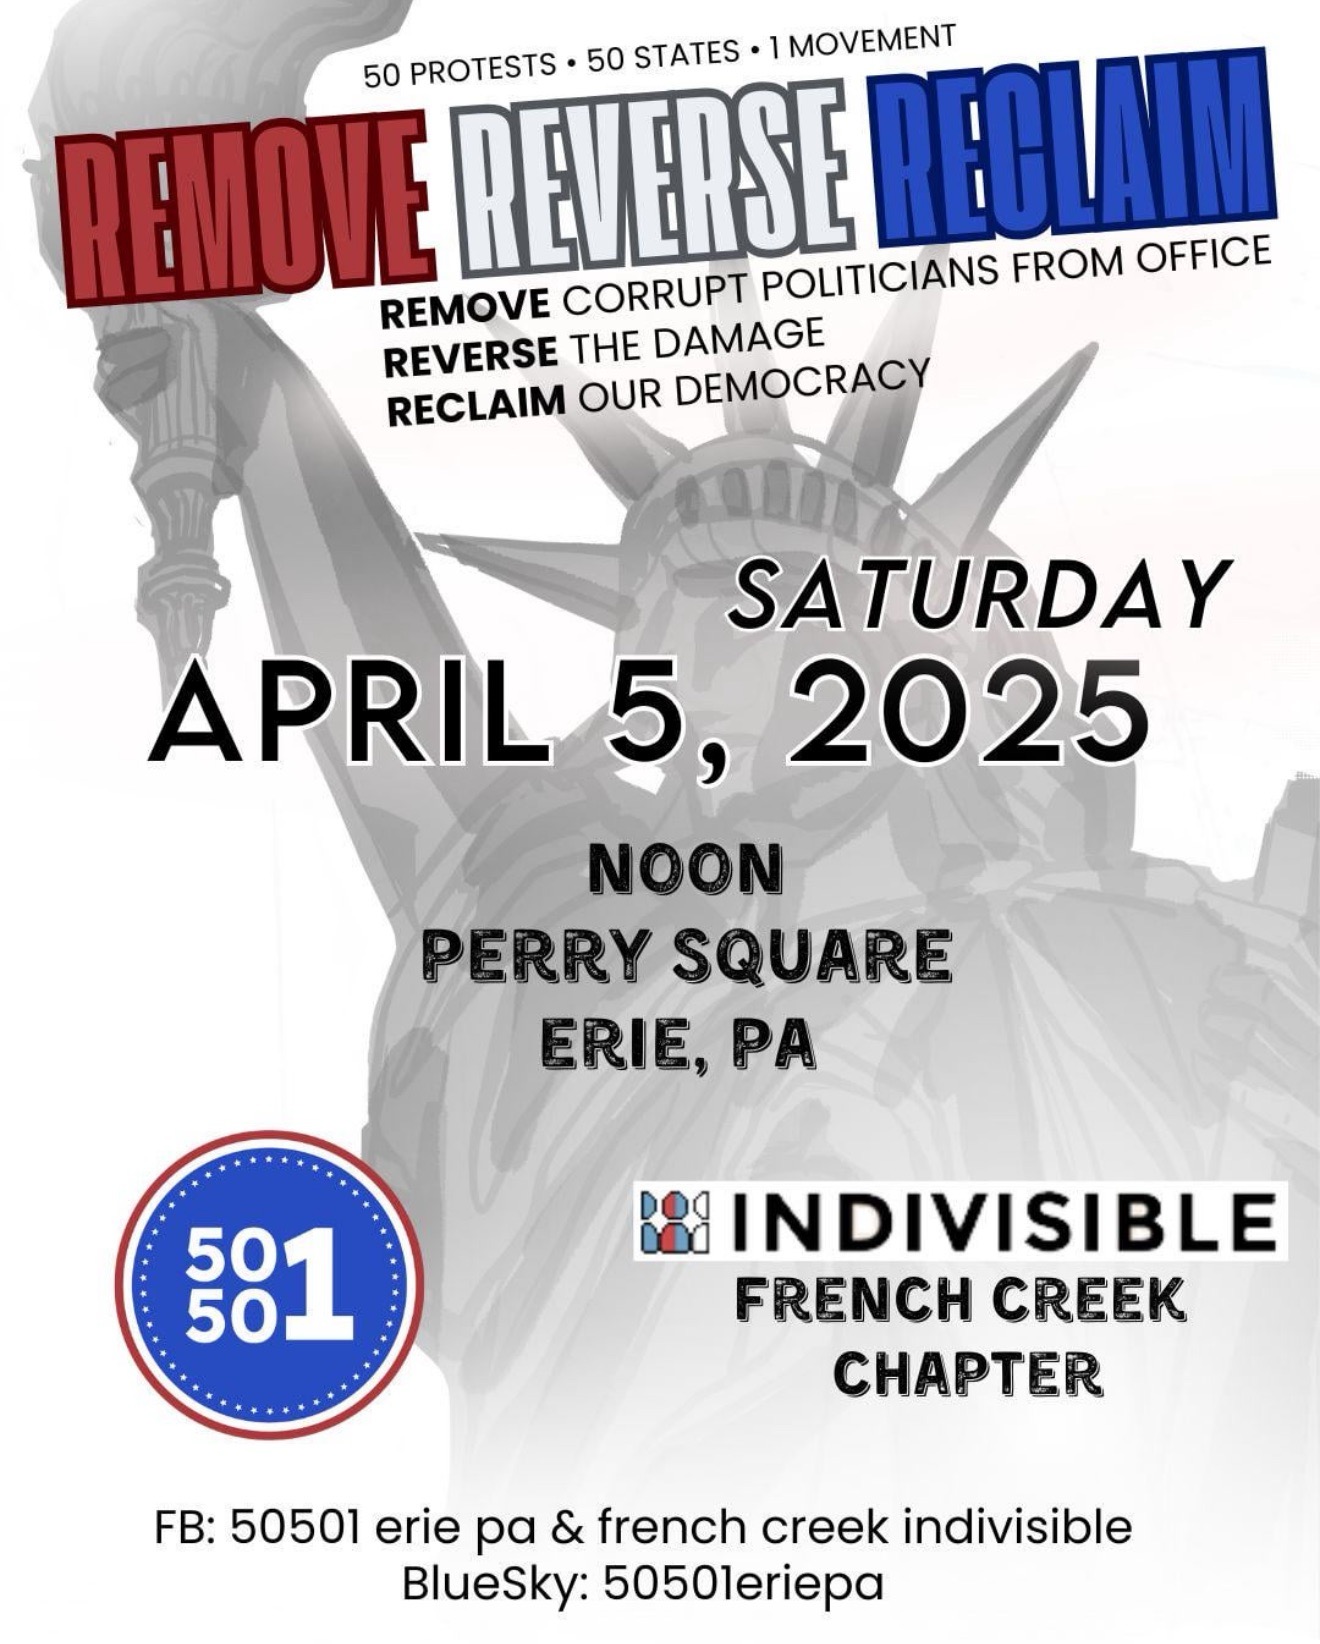 50 PROTESTS • 50 STATES • 1 MOVEMENT
REMOVE REVERSE RECLAIM
REMOVE CORRUPT POLITICIANS FROM OFFICE
REVERSE THE DAMAGE
RECLAIM OUR DEMOCRACY
SATURDAY
APRIL 5, 2025
NOON
PERRY SQUARE
ERIE, PA
50
50
1
INDIVISIBLE
FRENCH CREEK
CHAPTER
FB: 50501 erie pa & french creek indivisible
BlueSky: 50501eriepa